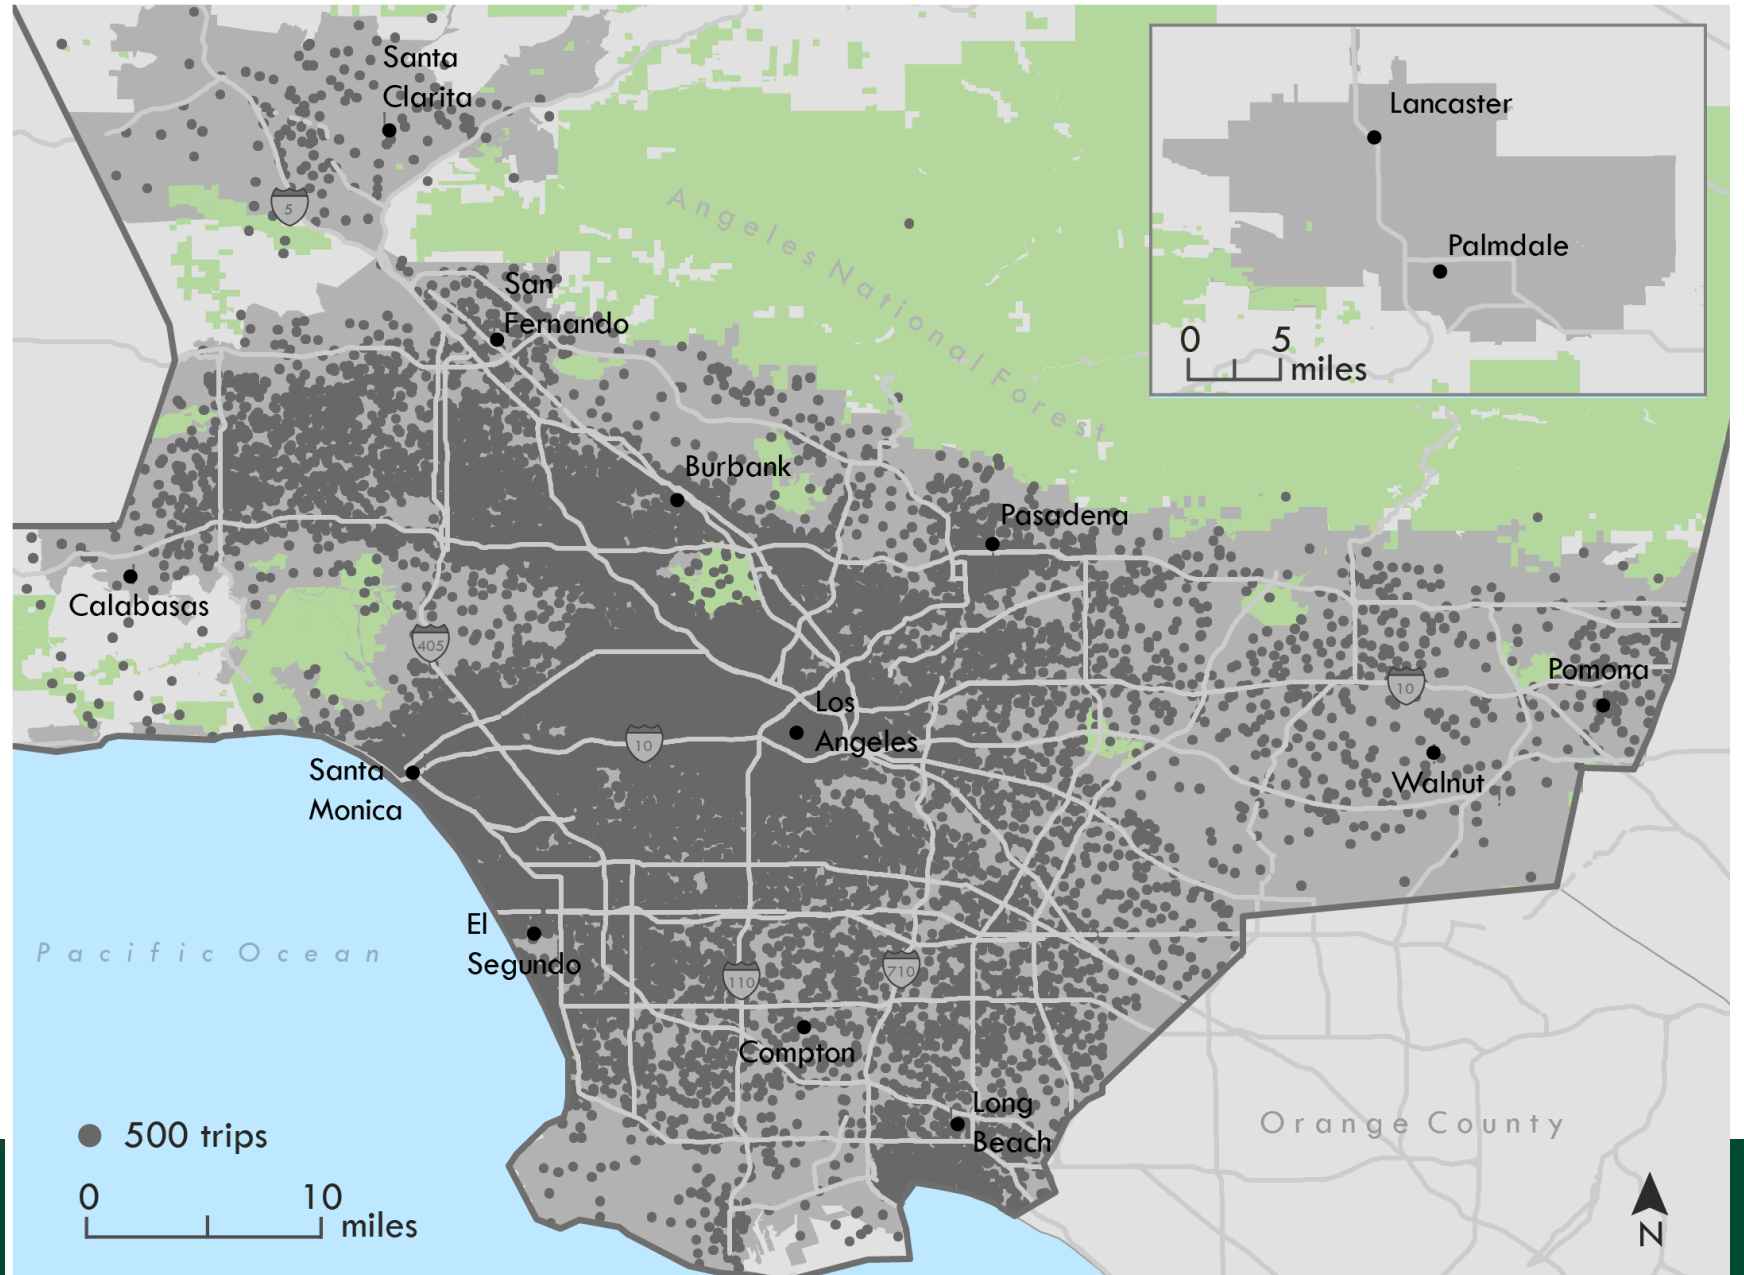 Santa
Clarita
5
Angeles National Forest
Lancaster
Palmdale
0 5
miles
San
Fernando
Burbank
Pasadena
Calabasas
405
Pomona
10
Los
Angeles
10
Walnut
Santa
Monica
El
Segundo
Pacific Ocean
110
710
Compton
Long
Beach
Orange County
500 trips
0 10
miles
N